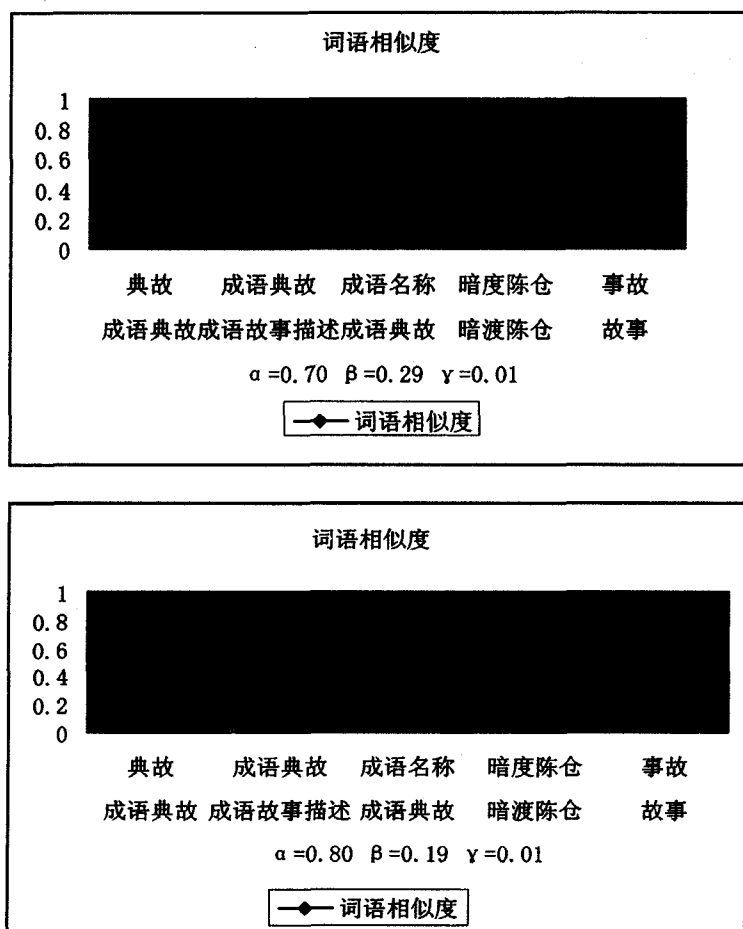 词语相似度
1
0.8
0.6
0.4
0.2
0
典故 成语典故 成语名称 暗度陈仓 事故
成语典故 成语故事描述 成语典故 暗渡陈仓 故事
α=0.70 β=0.29 γ=0.01
词语相似度
词语相似度
1
0.8
0.6
0.4
0.2
0
典故 成语典故 成语名称 暗度陈仓 事故
成语典故 成语故事描述 成语典故 暗渡陈仓 故事
α=0.80 β=0.19 γ=0.01
词语相似度